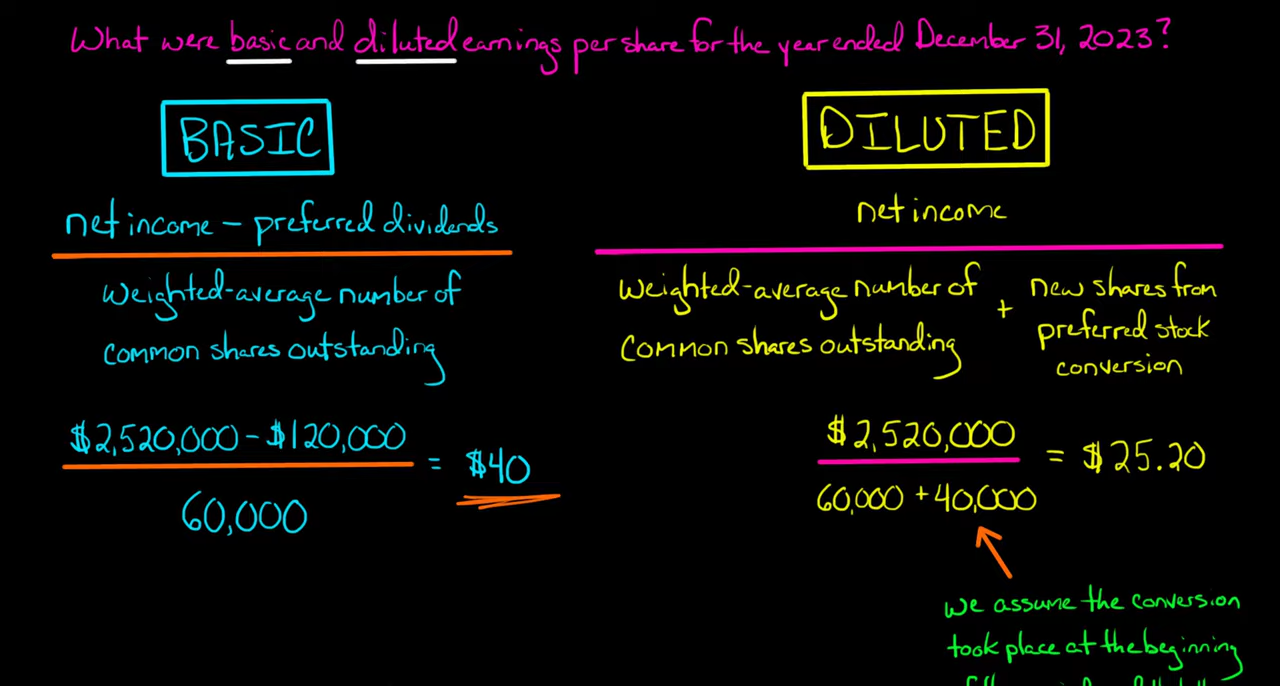 What were basic and diluted earnings per share for the year ended December 31, 2023?
BASIC
net income – preferred dividends
weighted-average number of
common shares outstanding
$2,520,000 – $120,000
= $40
60,000
DILUTED
net income
weighted-average number of
common shares outstanding
+
new shares from
preferred stock
conversion
$2,520,000
= $25.20
60,000 + 40,000
we assume the conversion
took place at the beginning